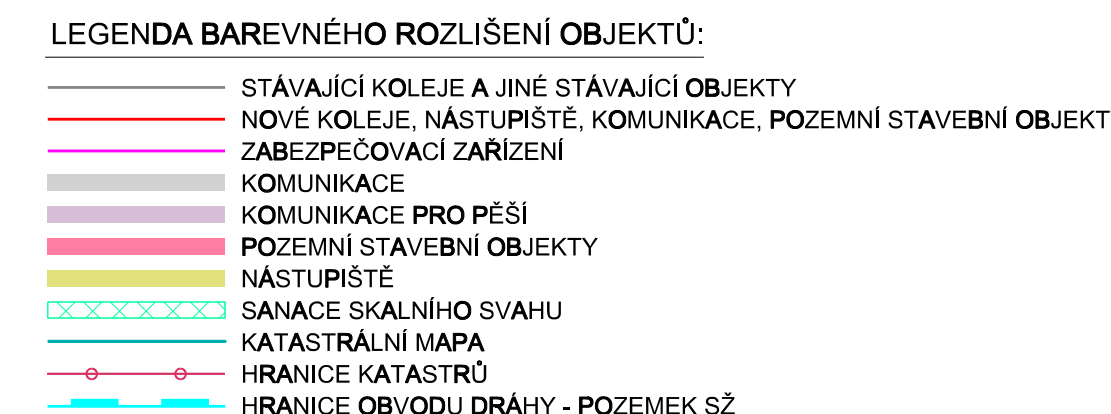 LEGENDA BAREVNÉHO ROZLIŠENÍ OBJEKTŮ:
STÁVAJÍCÍ KOLEJE A JINÉ STÁVAJÍCÍ OBJEKTY
NOVÉ KOLEJE, NÁSTUPIŠTĚ, KOMUNIKACE, POZEMNÍ STAVEBNÍ OBJEKT
ZABEZPEČOVACÍ ZAŘÍZENÍ
KOMUNIKACE
KOMUNIKACE PRO PĚŠÍ
POZEMNÍ STAVEBNÍ OBJEKTY
NÁSTUPIŠTĚ
SANACE SKALNÍHO SVAHU
KATASTRÁLNÍ MAPA
HRANICE KATASTRŮ
HRANICE OBVODU DRÁHY - POZEMEK SŽ